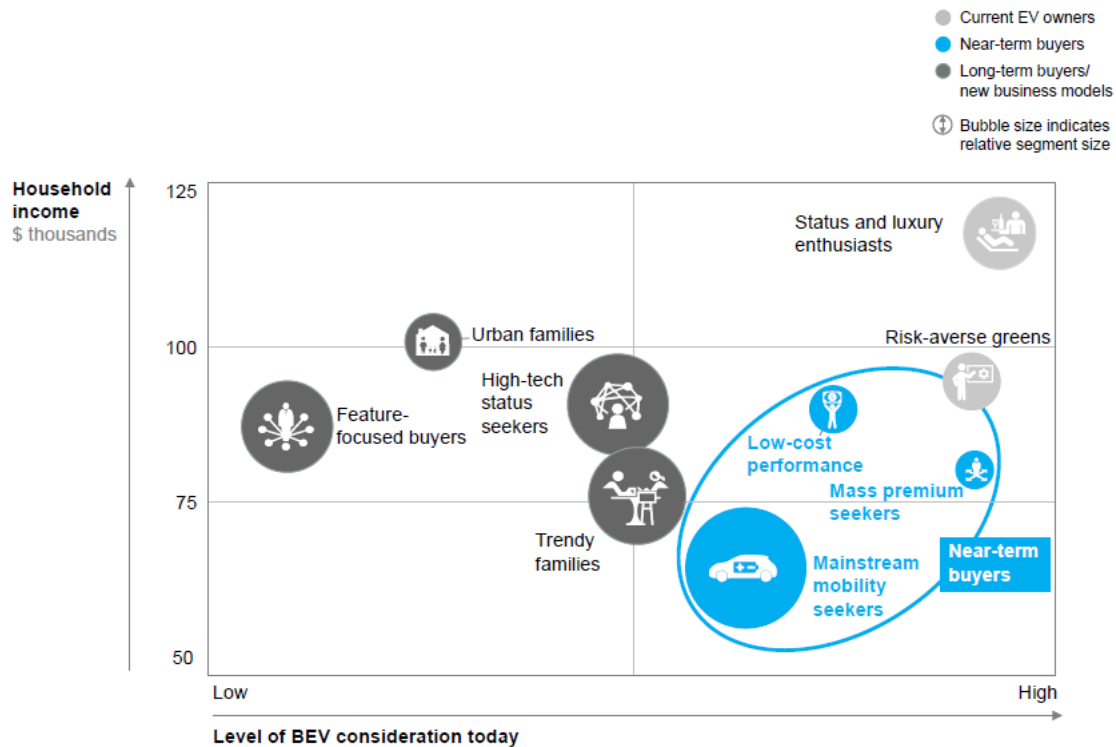 Current EV owners
Near-term buyers
Long-term buyers/
new business models
Bubble size indicates
relative segment size
Household
income
$ thousands
125
100
75
50
Status and luxury
enthusiasts
Risk-averse greens
Urban families
High-tech
status
seekers
Feature-
focused buyers
Low-cost
performance
Mass premium
seekers
Trendy
families
Mainstream
mobility
seekers
Near-term
buyers
Low
High
Level of BEV consideration today